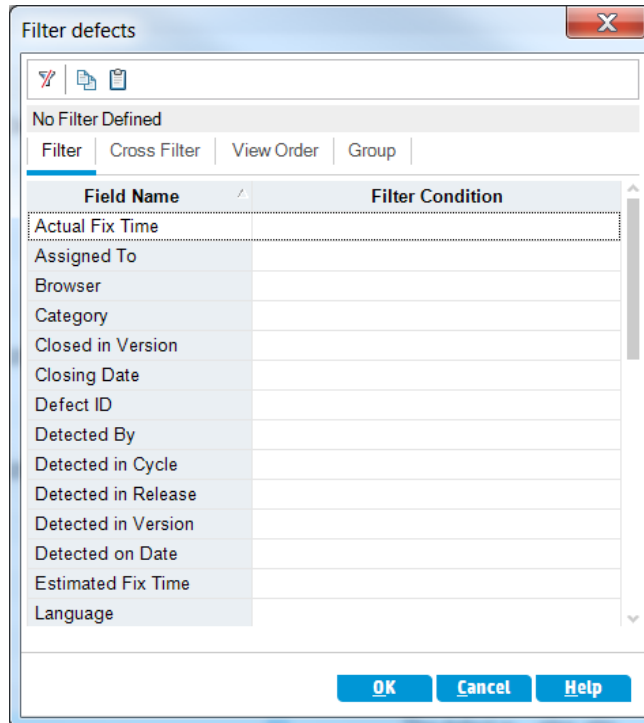 Filter defects
No Filter Defined
Filter Cross Filter View Order Group
Field Name Filter Condition
Actual Fix Time
Assigned To
Browser
Category
Closed in Version
Closing Date
Defect ID
Detected By
Detected in Cycle
Detected in Release
Detected in Version
Detected on Date
Estimated Fix Time
Language
OK Cancel Help